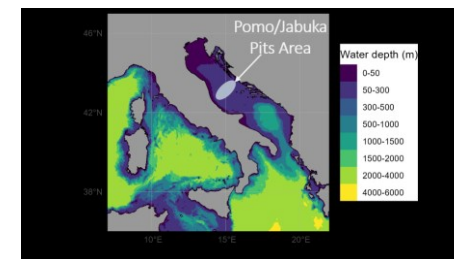 Pomo/Jabuka
Pits Area
46°N
42°N
38°N
10°E
15°E
20°E
Water depth (m)
0-50
50-300
300-500
500-1000
1000-1500
1500-2000
2000-4000
4000-6000